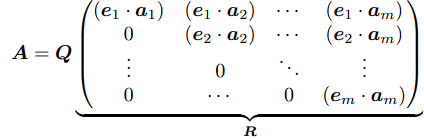 A = Q
(e₁ · a₁) (e₁ · a₂) ⋯ (e₁ · aₘ)
0 (e₂ · a₂) ⋯ (e₂ · aₘ)
⋮ 0 ⋱ ⋮
0 ⋯ 0 (eₘ · aₘ)
R